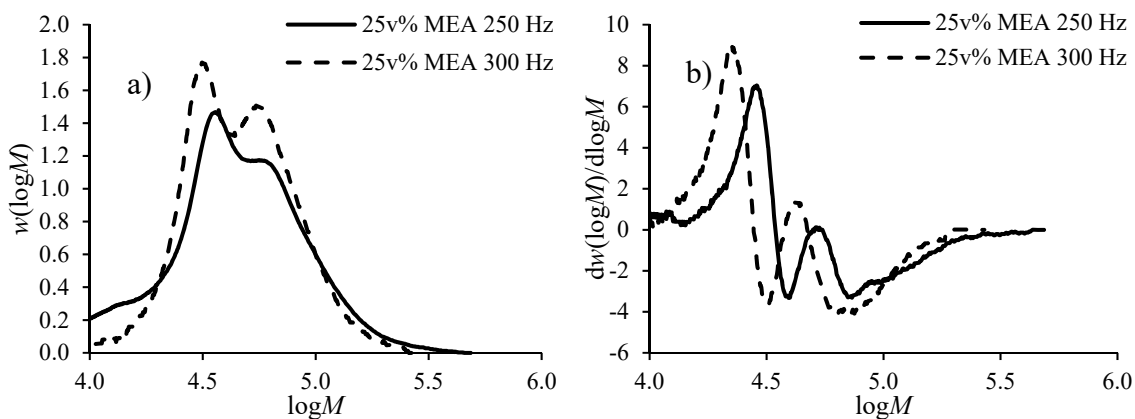 25v% MEA 250 Hz
25v% MEA 300 Hz
a)
2.0
1.8
1.6
1.4
1.2
1.0
0.8
0.6
0.4
0.2
0.0
w(logM)
4.0 4.5 5.0 5.5 6.0
logM
25v% MEA 250 Hz
25v% MEA 300 Hz
b)
10
8
6
4
2
0
-2
-4
-6
dw(logM)/dlogM
4.0 4.5 5.0 5.5 6.0
logM